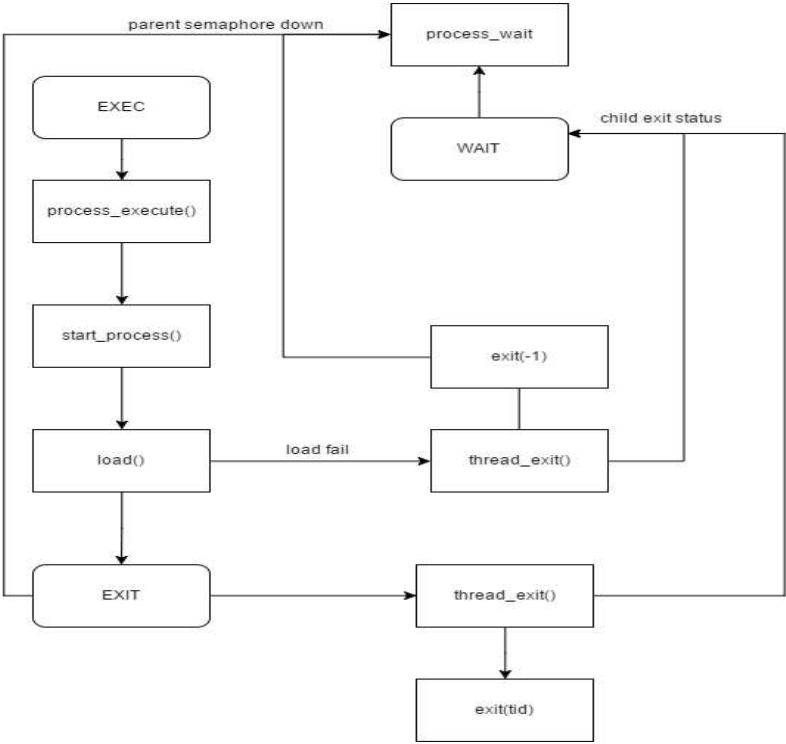 parent semaphore down
process_wait
EXEC
child exit status
WAIT
process_execute()
start_process()
exit(-1)
load()
load fail
thread_exit()
EXIT
thread_exit()
exit(tid)